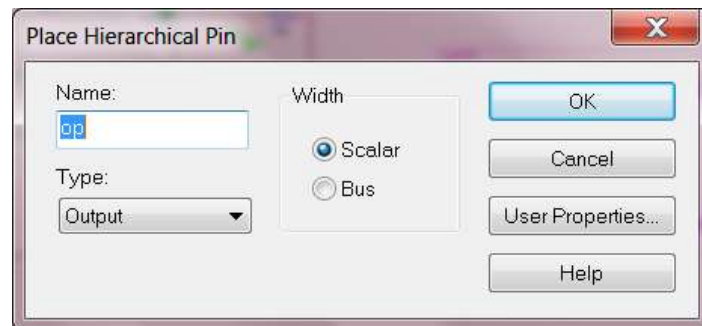 Place Hierarchical Pin
Name:
op
Type:
Output
Width
Scalar
Bus
OK
Cancel
User Properties...
Help